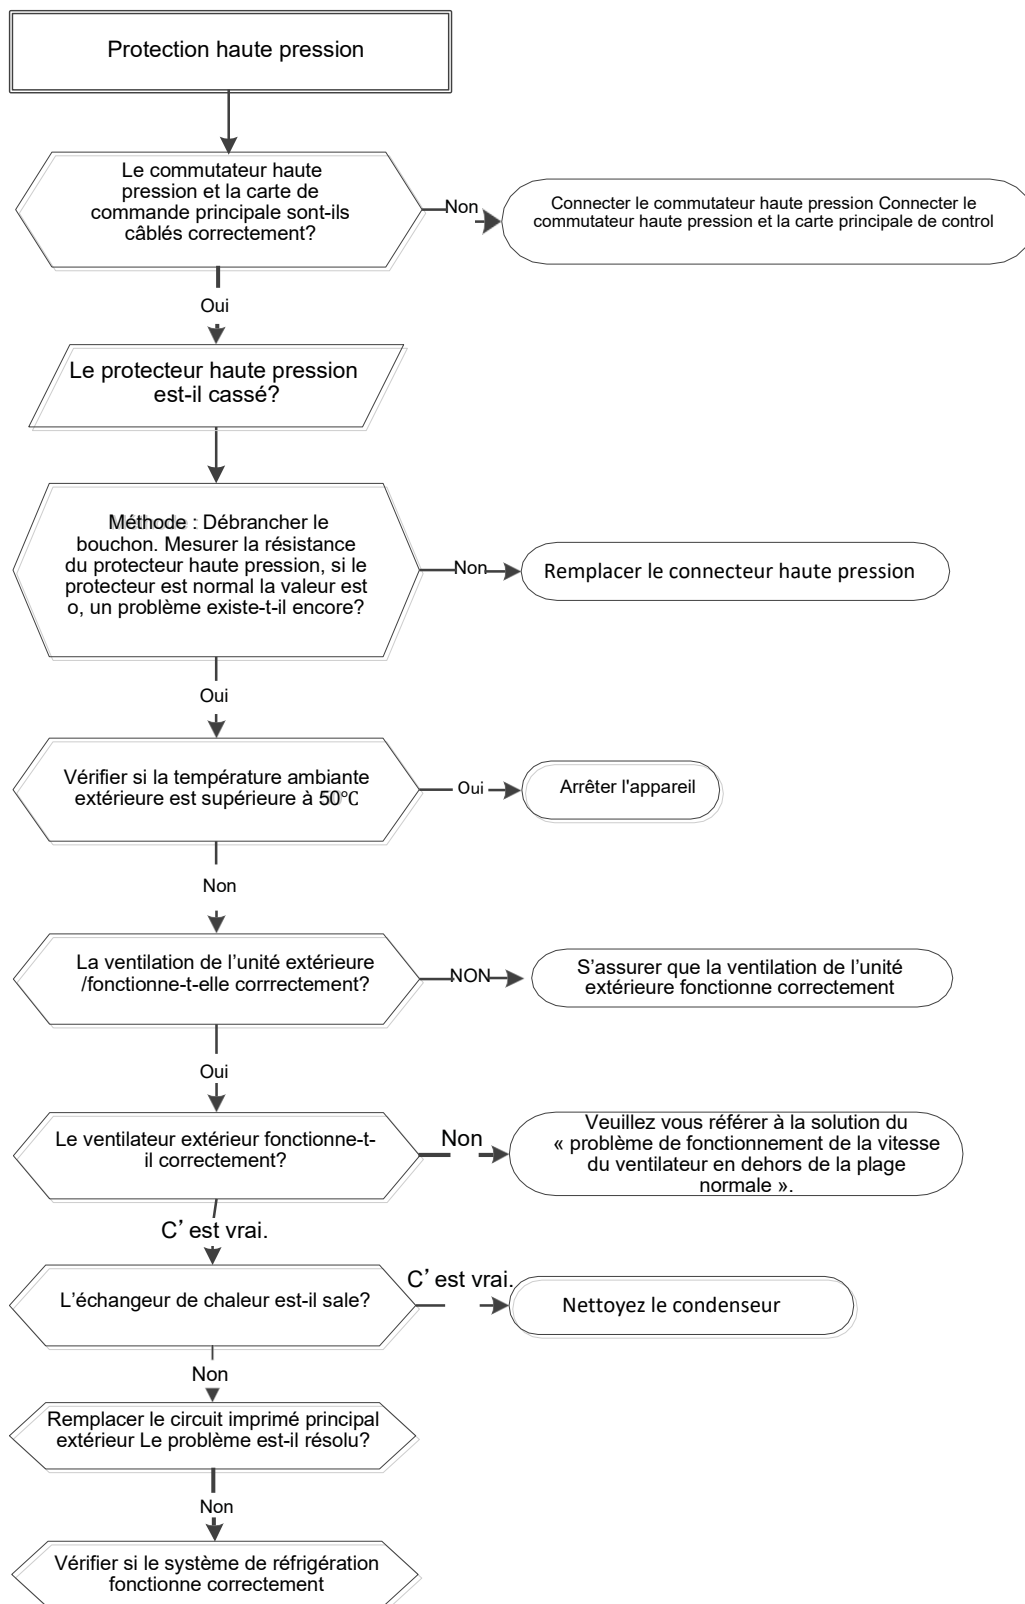 Protection haute pression
Le commutateur haute
pression et la carte de
commande principale sont-ils
câblés correctement?
Non
Connecter le commutateur haute pression Connecter le
commutateur haute pression et la carte principale de control
Oui
Le protecteur haute pression
est-il cassé?
Méthode : Débrancher le
bouchon. Mesurer la résistance
du protecteur haute pression, si le
protecteur est normal la valeur est
o, un problème existe-t-il encore?
Non
Remplacer le connecteur haute pression
Oui
Vérifier si la température ambiante
extérieure est supérieure à 50℃
Oui
Arrêter l'appareil
Non
La ventilation de l’unité extérieure
/fonctionne-t-elle corrrectement?
NON
S’assurer que la ventilation de l’unité
extérieure fonctionne correctement
Oui
Le ventilateur extérieur fonctionne-t-
il correctement?
Non
Veuillez vous référer à la solution du
« problème de fonctionnement de la vitesse
du ventilateur en dehors de la plage
normale ».
C’est vrai.
L’échangeur de chaleur est-il sale?
C’est vrai.
Nettoyez le condenseur
Non
Remplacer le circuit imprimé principal
extérieur Le problème est-il résolu?
Non
Vérifier si le système de réfrigération
fonctionne correctement